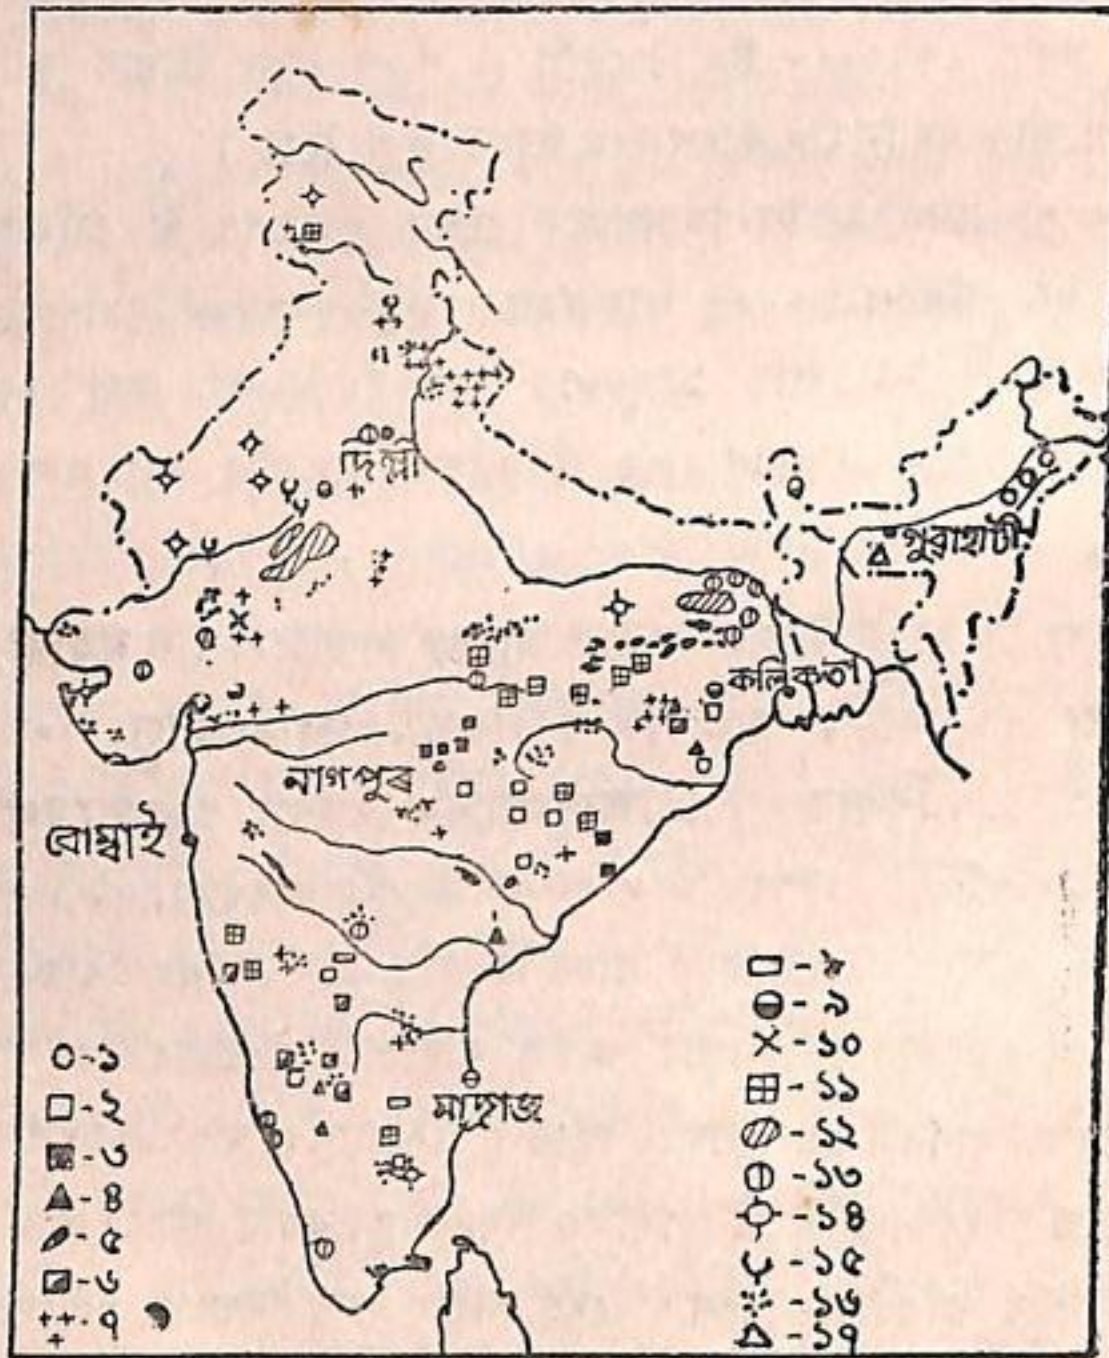 দিল্লী
গুৱাহাটী
কলিকতা
নাগপুৰ
বোম্বাই
মাদ্ৰাজ
১
২
৩
৪
৫
৬
৭
৮
৯
১০
১১
১২
১৩
১৪
১৫
১৬
১৭